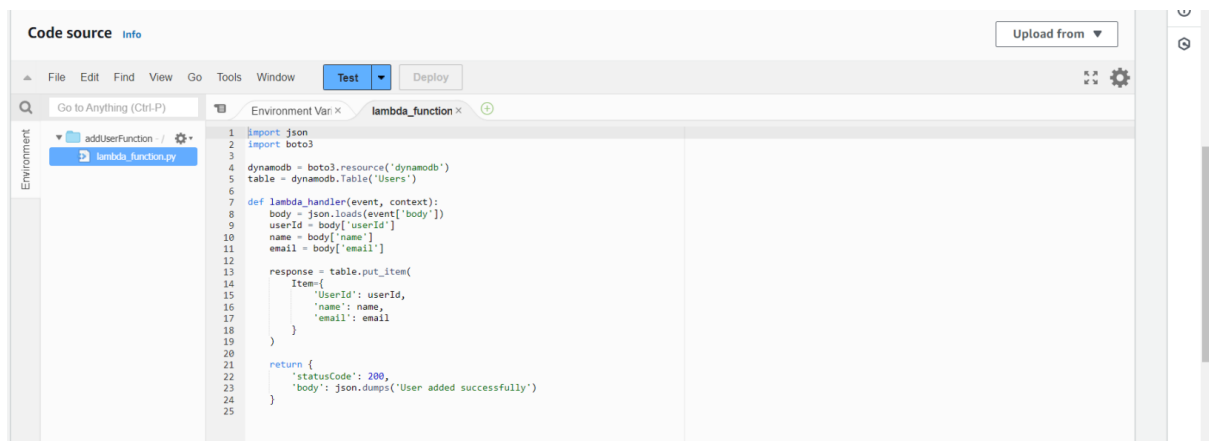 Code source Info
Upload from ▼
File Edit Find View Go Tools Window Test Deploy
Go to Anything (Ctrl-P)
Environment Vari × lambda_function ×
Environment
addUserFunction - /
lambda_function.py
1 import json
2 import boto3
3
4 dynamodb = boto3.resource('dynamodb')
5 table = dynamodb.Table('Users')
6
7 def lambda_handler(event, context):
8     body = json.loads(event['body'])
9     userId = body['userId']
10     name = body['name']
11     email = body['email']
12
13     response = table.put_item(
14         Item={
15             'UserId': userId,
16             'name': name,
17             'email': email
18         }
19     )
20
21     return {
22         'statusCode': 200,
23         'body': json.dumps('User added successfully')
24     }
25